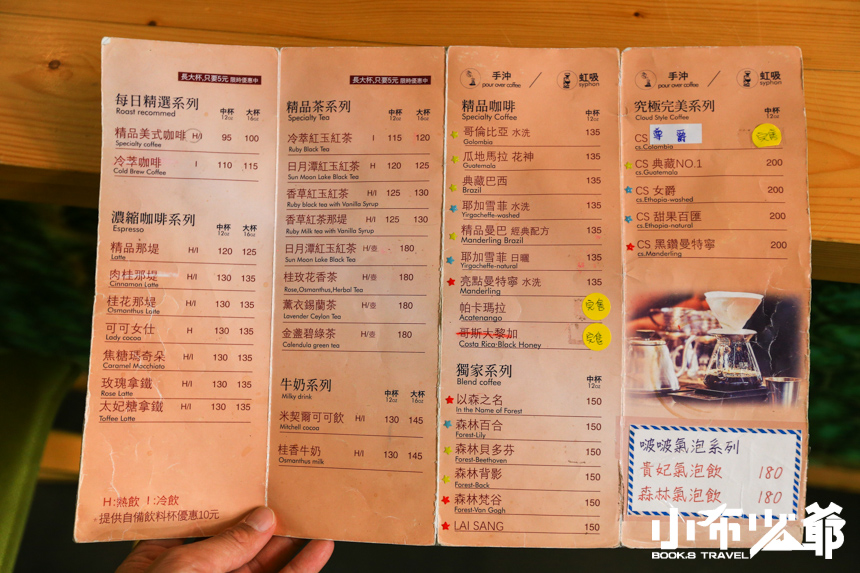 長大杯,只要5元 限時優惠中
每日精選系列 中杯 大杯
Roast recommed 12oz 16oz
精品美式咖啡 H/I 95 100
Specialty coffee
冷萃咖啡 I 110 115
Cold Brew Coffee
濃縮咖啡系列 中杯 大杯
Espresso 12oz 16oz
精品那堤 H/I 120 125
Latte
肉桂那堤 H/I 130 135
Cinnamon Latte
桂花那堤 H/I 130 135
Osmanthus Latte
可可女仕 H 130 135
Lady cocoa
焦糖瑪奇朵 H/I 130 135
Caramel Macchiato
玫瑰拿鐵 H/I 130 135
Rose Latte
太妃糖拿鐵 H/I 130 135
Toffee Latte
H:熱飲 I:冷飲
提供自備飲料杯優惠10元
長大杯,只要5元 限時優惠中
精品茶系列 中杯 大杯
Specialty Tea 12oz 16oz
冷萃紅玉紅茶 I 115 120
Ruby Black Tea
日月潭紅玉紅茶 H 120 125
Sun Moon Lake Black Tea
香草紅玉紅茶 H/I 125 130
Ruby black tea with Vanilla Syrup
香草紅茶那堤 H/I 125 130
Ruby Milk tea with Vanilla Syrup
日月潭紅玉紅茶 H/壺 180
Sun Moon Lake Black Tea
桂玫花香茶 H/壺 180
Rose,Osmanthus,Herbal Tea
薰衣錫蘭茶 H/壺 180
Lavender Ceylon Tea
金盞碧綠茶 H/壺 180
Calendula green tea
牛奶系列 中杯 大杯
Milky drink 12oz 16oz
米契爾可可飲 H/I 130 145
Mitchell cocoa
桂香牛奶 H/I 130 145
Osmanthus milk
手沖 / 虹吸
pour over coffee syphon
精品咖啡 中杯
Specialty Coffee 12oz
哥倫比亞 水洗 135
Golombia
瓜地馬拉 花神 135
Guatemala
典藏巴西 135
Brazil
耶加雪菲 水洗 135
Yirgacheffe-washed
精品曼巴 經典配方 135
Manderling Brazil
耶加雪菲 日曬 135
Yirgacheffe-natural
亮點曼特寧 水洗 135
Manderling
帕卡瑪拉 完售
Acatenango
哥斯大黎加 完售
Costa Rica-Black Honey
獨家系列 中杯
Blend coffee 12oz
以森之名 150
In the Name of Forest
森林百合 150
Forest-Lily
森林貝多芬 150
Forest-Beethoven
森林背影 150
Forest-Back
森林梵谷 150
Forest-Van Gogh
LAI SANG 150
手沖 / 虹吸
pour over coffee syphon
究極完美系列 中杯
Cloud Style Coffee 12oz
CS 爵 完售
cs.Colombia
CS 典藏NO.1 200
cs.Guatemala
CS 女爵 200
cs.Ethopia-washed
CS 甜果百匯 200
cs.Ethopia-natural
CS 黑鑽曼特寧 200
cs.Manderling
啵啵氣泡系列
貴妃氣泡飲 180
森林氣泡飲 180
小布少爺
BOOK.B TRAVEL